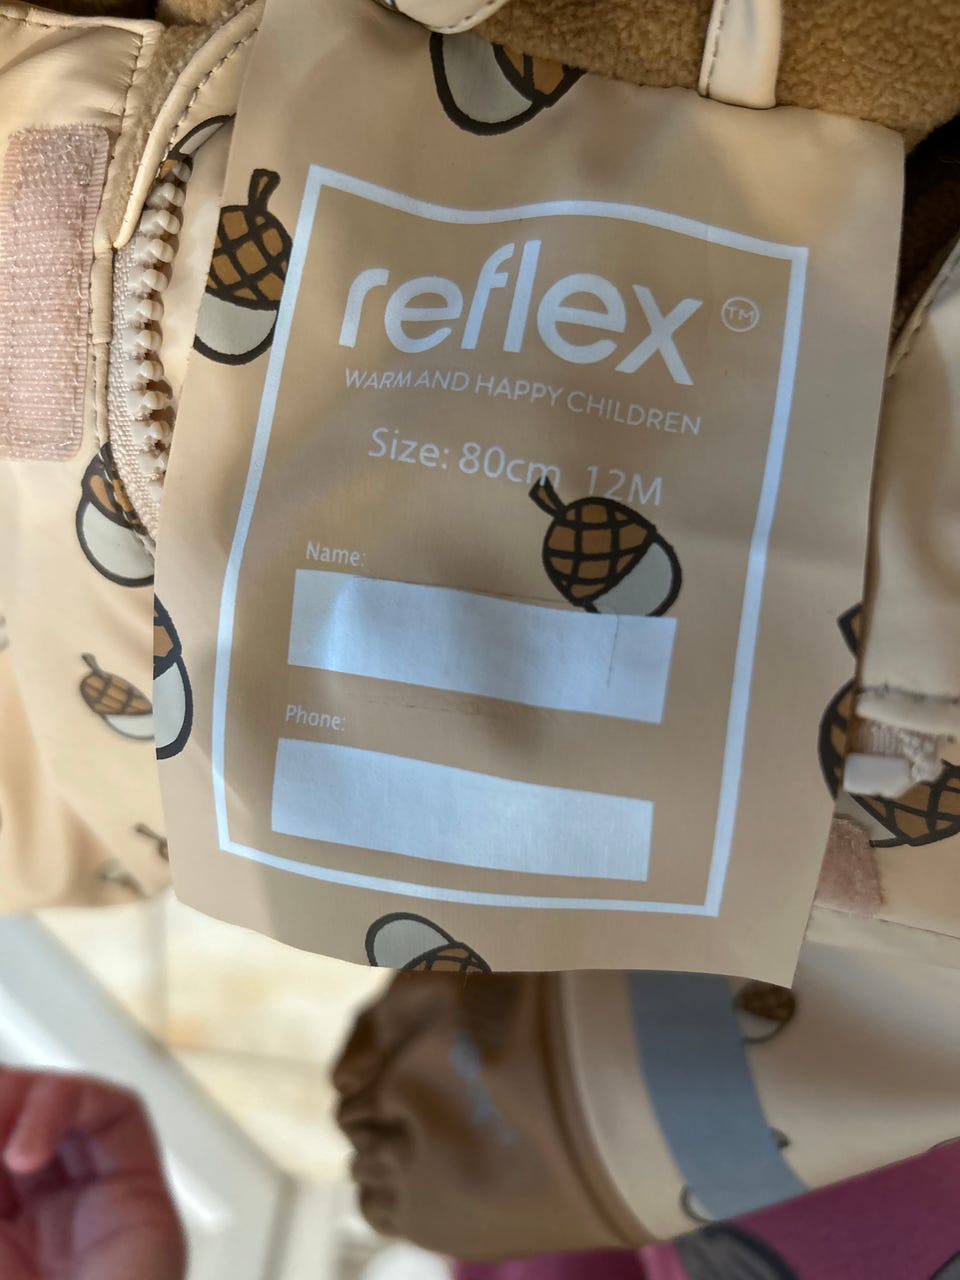 reflex ™
WARM AND HAPPY CHILDREN
Size: 80cm 12M
Name:
Phone: